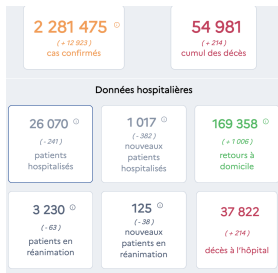 2 281 475
( + 12 923 )
cas confirmés
54 981
( + 214 )
cumul des décès
Données hospitalières
26 070
( - 241 )
patients
hospitalisés
1 017
( - 382 )
nouveaux
patients
hospitalisés
169 358
( + 1 006 )
retours à
domicile
3 230
( - 63 )
patients en
réanimation
125
( - 38 )
nouveaux
patients en
réanimation
37 822
( + 214 )
décès à l'hôpital